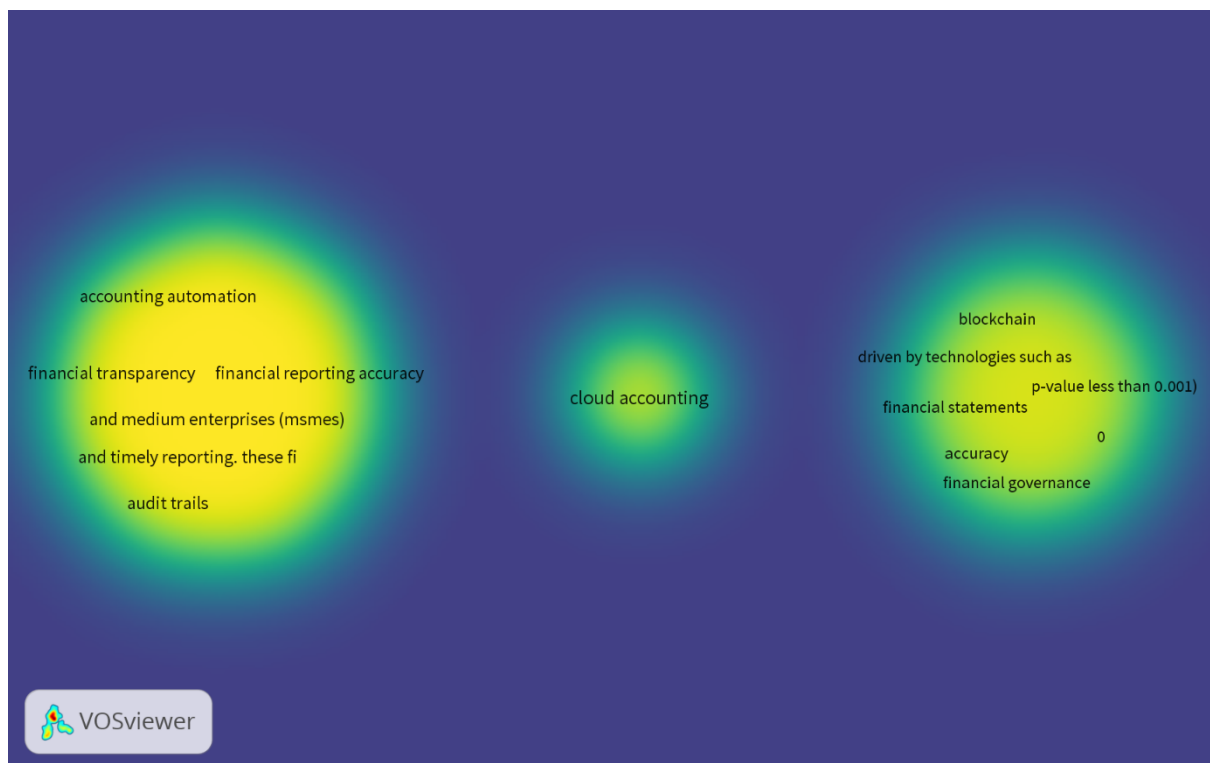 accounting automation
financial transparency
financial reporting accuracy
and medium enterprises (msmes)
and timely reporting. these fi
audit trails
cloud accounting
blockchain
driven by technologies such as
p-value less than 0.001)
financial statements
0
accuracy
financial governance
VOSviewer